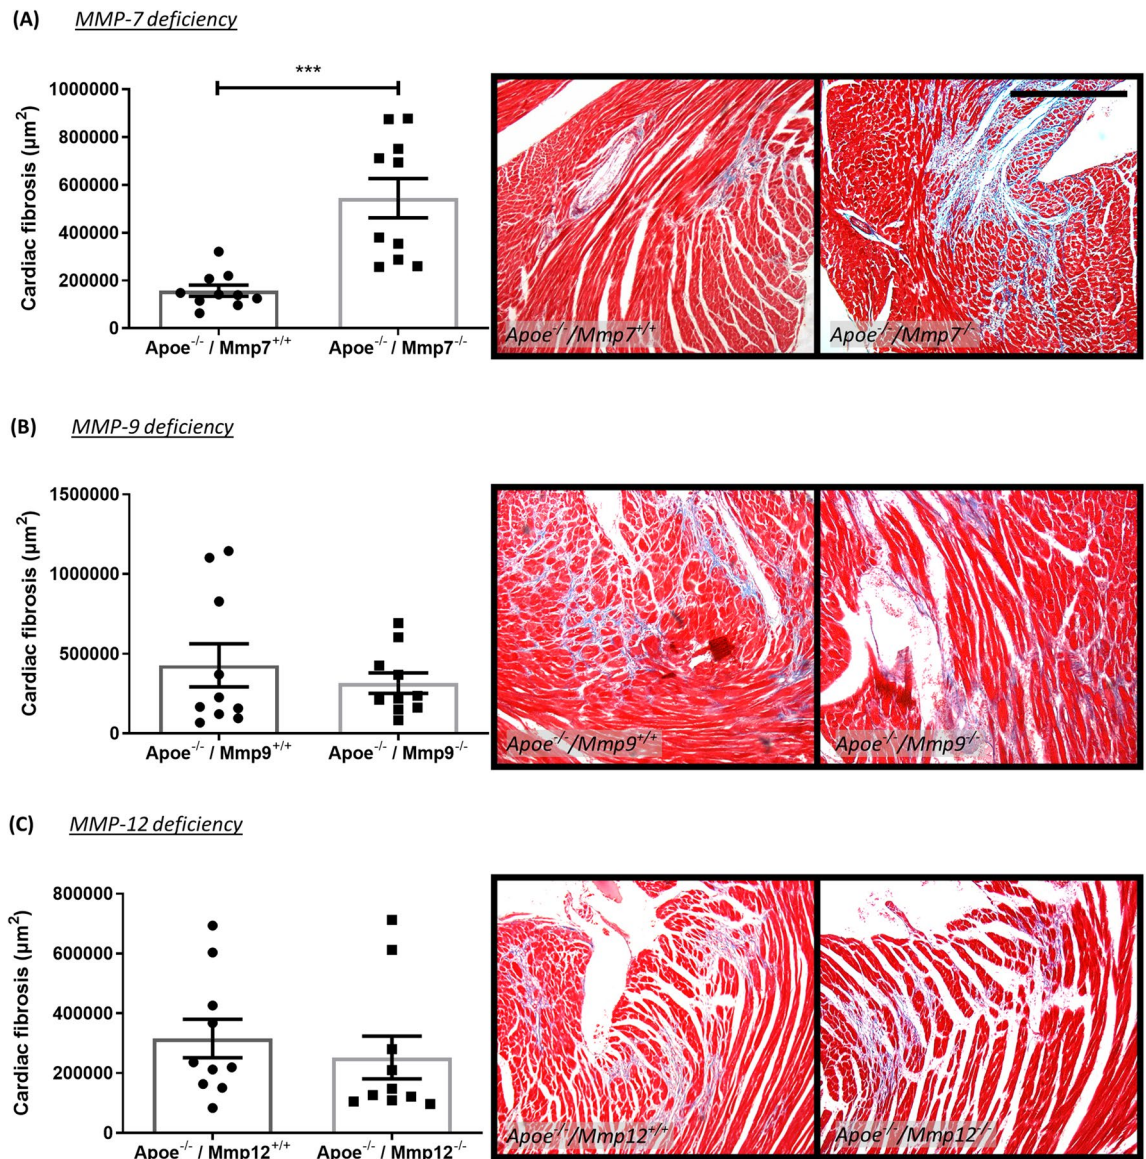 (A) MMP-7 deficiency
***
Cardiac fibrosis (µm²)
1000000
800000
600000
400000
200000
0
Apoe⁻/⁻ / Mmp7⁺/⁺ Apoe⁻/⁻ / Mmp7⁻/⁻
Apoe⁻/⁻/Mmp7⁺/⁺
Apoe⁻/⁻/Mmp7⁻/⁻
(B) MMP-9 deficiency
Cardiac fibrosis (µm²)
1500000
1000000
500000
0
Apoe⁻/⁻ / Mmp9⁺/⁺ Apoe⁻/⁻ / Mmp9⁻/⁻
Apoe⁻/⁻/Mmp9⁺/⁺
Apoe⁻/⁻/Mmp9⁻/⁻
(C) MMP-12 deficiency
Cardiac fibrosis (µm²)
800000
600000
400000
200000
0
Apoe⁻/⁻ / Mmp12⁺/⁺ Apoe⁻/⁻ / Mmp12⁻/⁻
Apoe⁻/⁻/Mmp12⁺/⁺
Apoe⁻/⁻/Mmp12⁻/⁻